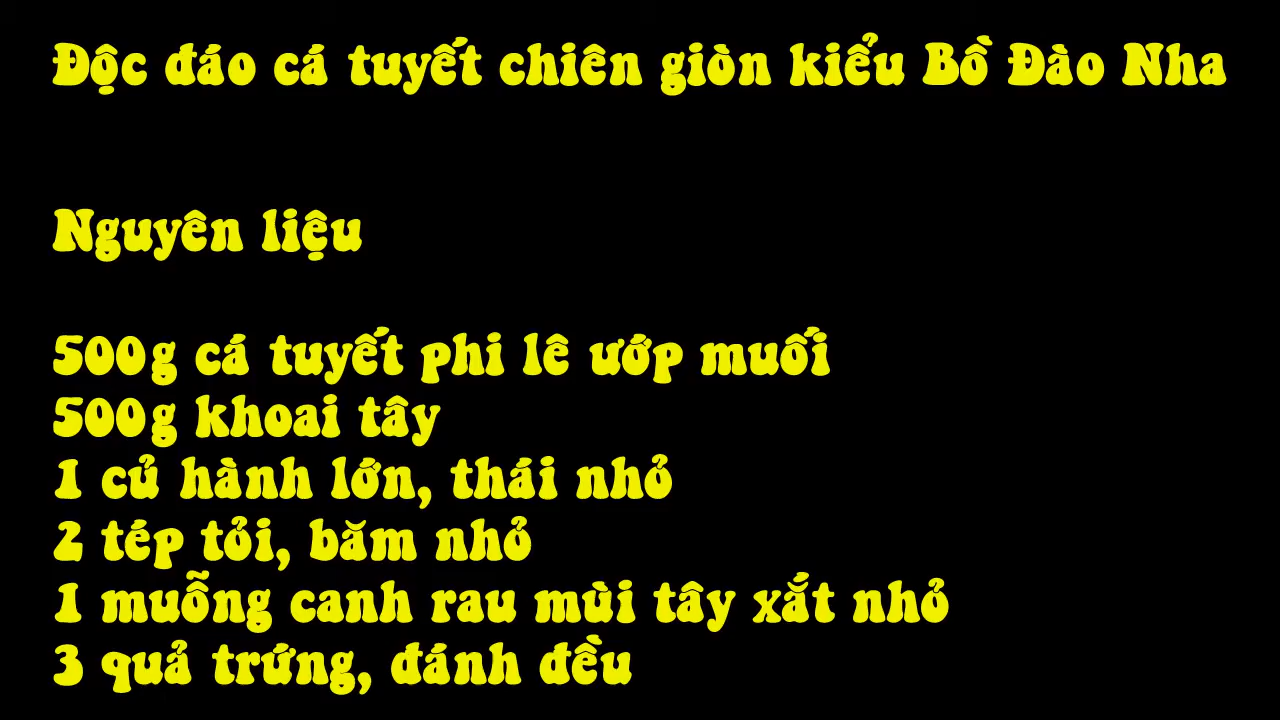 Độc đáo cá tuyết chiên giòn kiểu Bồ Đào Nha
Nguyên liệu
500g cá tuyết phi lê ướp muối
500g khoai tây
1 củ hành lớn, thái nhỏ
2 tép tỏi, băm nhỏ
1 muỗng canh rau mùi tây xắt nhỏ
3 quả trứng, đánh đều